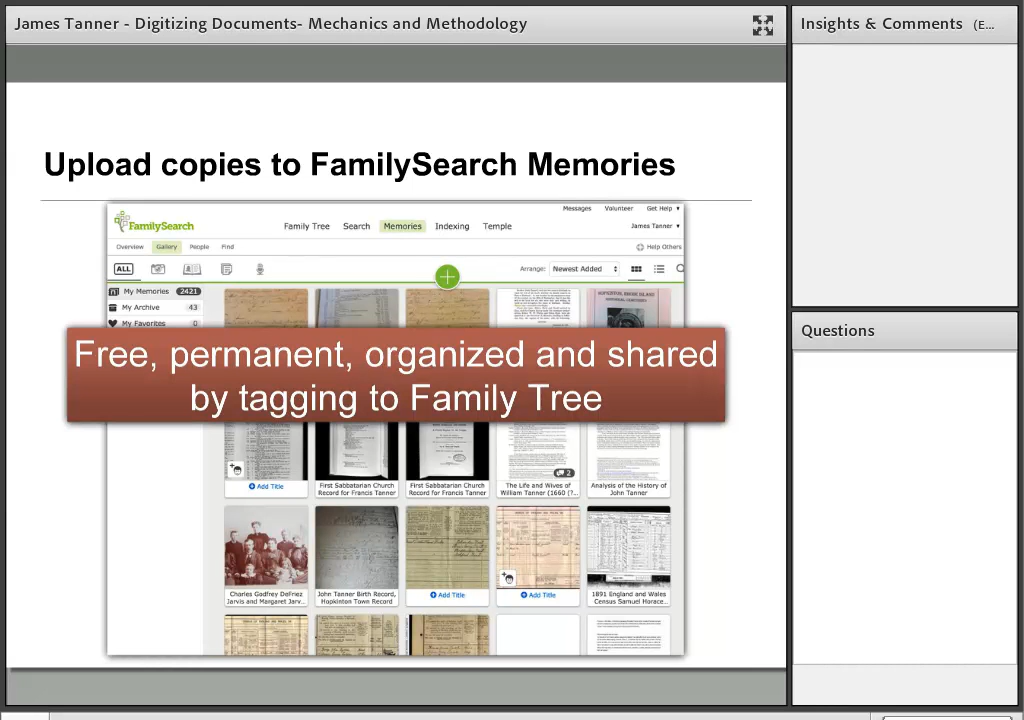 James Tanner - Digitizing Documents- Mechanics and Methodology
Insights & Comments (E...
Upload copies to FamilySearch Memories
Messages Volunteer Get Help
FamilySearch
Family Tree Search Memories Indexing Temple
James Tanner
Overview Gallery People Find
Help Others
ALL
Arrange: Newest Added
My Memories 2421
My Archive 43
My Favorites 0
Free, permanent, organized and shared
by tagging to Family Tree
Questions
2
Add Title
First Sabbatarian Church
Record for Francis Tanner
First Sabbatarian Church
Record for Francis Tanner
The Life and Wives of
William Tanner (1660 (?...
Analysis of the History of
John Tanner
Charles Godfrey DeFriez
Jarvis and Margaret Jarv...
John Tanner Birth Record,
Hopkinton Town Record
Add Title
Add Title
1891 England and Wales
Census Samuel Horace...